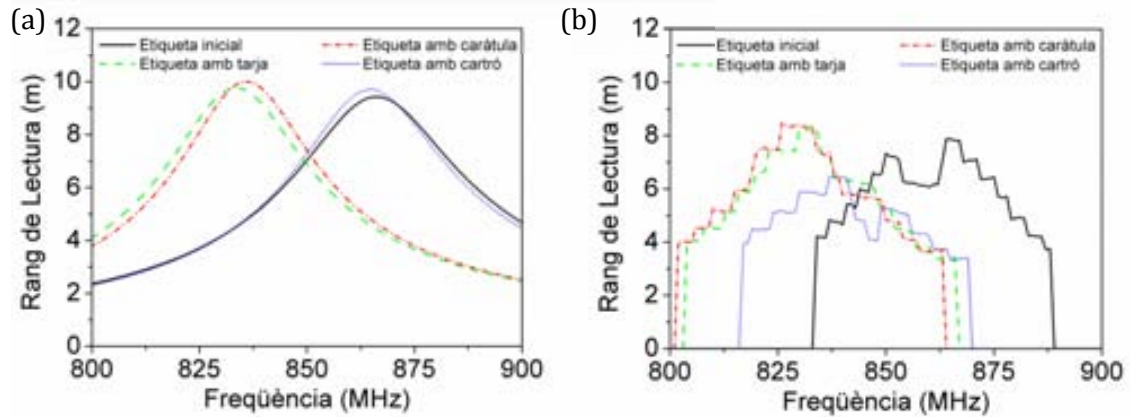 (a)
12
10
8
6
4
2
0
Rang de Lectura (m)
Etiqueta inicial
Etiqueta amb caràtula
Etiqueta amb tarja
Etiqueta amb cartró
800 825 850 875 900
Freqüència (MHz)
(b)
12
10
8
6
4
2
0
Rang de Lectura (m)
Etiqueta inicial
Etiqueta amb caràtula
Etiqueta amb tarja
Etiqueta amb cartró
800 825 850 875 900
Freqüència (MHz)